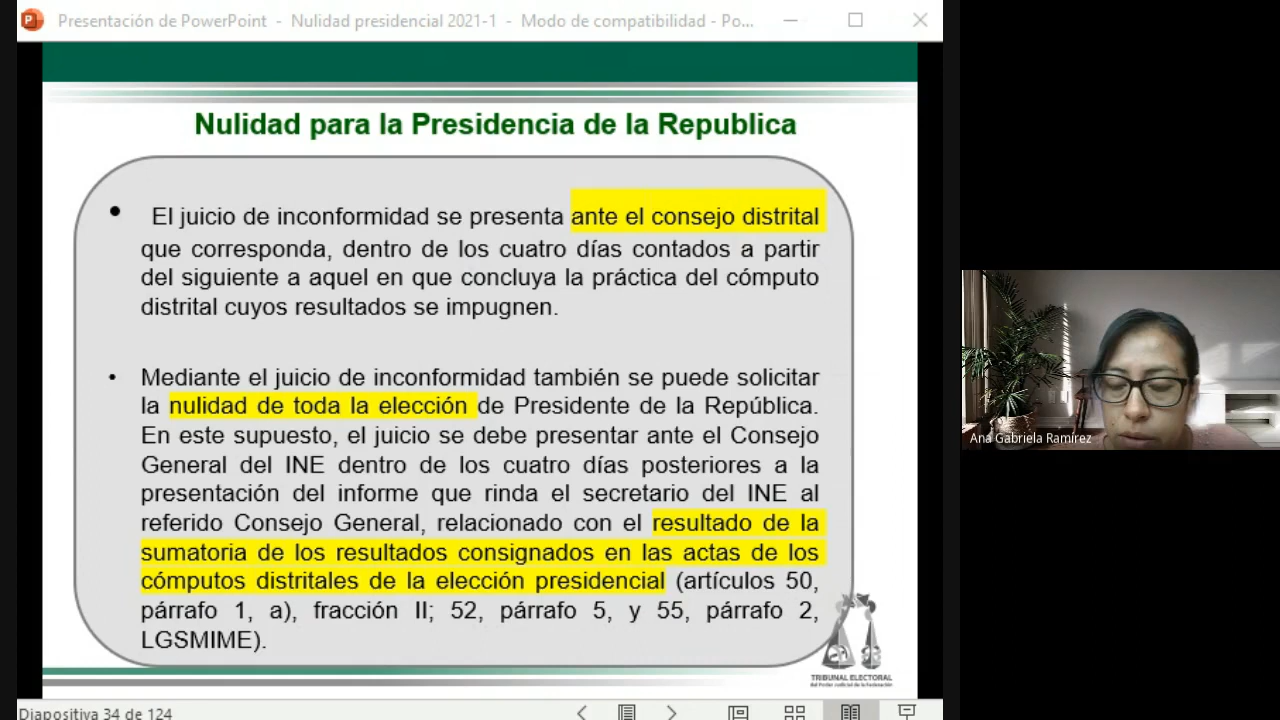 Presentación de PowerPoint - Nulidad presidencial 2021-1 - Modo de compatibilidad - Po...
Nulidad para la Presidencia de la Republica
• El juicio de inconformidad se presenta ante el consejo distrital
que corresponda, dentro de los cuatro días contados a partir
del siguiente a aquel en que concluya la práctica del cómputo
distrital cuyos resultados se impugnen.
• Mediante el juicio de inconformidad también se puede solicitar
la nulidad de toda la elección de Presidente de la República.
En este supuesto, el juicio se debe presentar ante el Consejo
General del INE dentro de los cuatro días posteriores a la
presentación del informe que rinda el secretario del INE al
referido Consejo General, relacionado con el resultado de la
sumatoria de los resultados consignados en las actas de los
cómputos distritales de la elección presidencial (artículos 50,
párrafo 1, a), fracción II; 52, párrafo 5, y 55, párrafo 2,
LGSMIME).
TRIBUNAL ELECTORAL
del Poder Judicial de la Federación
Diapositiva 34 de 124
Ana Gabriela Ramírez